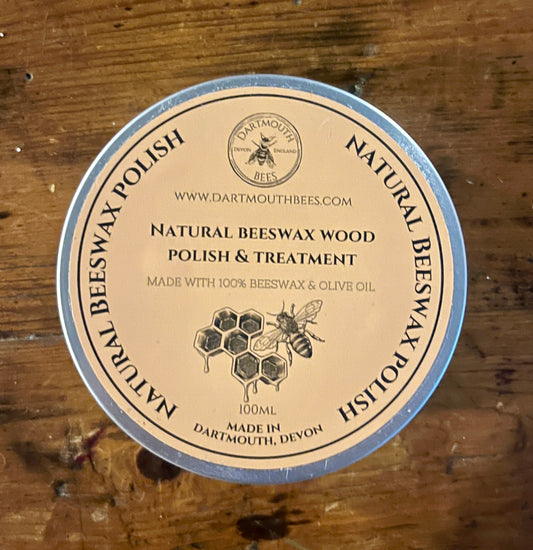 DARTMOUTH
DEVON ENGLAND
BEES
WWW.DARTMOUTHBEES.COM
NATURAL BEESWAX WOOD
POLISH & TREATMENT
MADE WITH 100% BEESWAX & OLIVE OIL
NATURAL BEESWAX POLISH
NATURAL BEESWAX POLISH
100ML
MADE IN
DARTMOUTH, DEVON